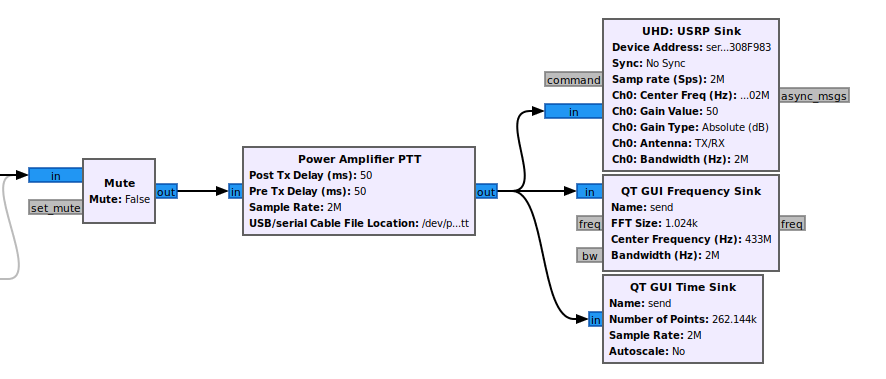 in
set_mute
Mute
Mute: False
out
in
Power Amplifier PTT
Post Tx Delay (ms): 50
Pre Tx Delay (ms): 50
Sample Rate: 2M
USB/serial Cable File Location: /dev/p...tt
out
command
in
UHD: USRP Sink
Device Address: ser...308F983
Sync: No Sync
Samp rate (Sps): 2M
Ch0: Center Freq (Hz): ...02M
Ch0: Gain Value: 50
Ch0: Gain Type: Absolute (dB)
Ch0: Antenna: TX/RX
Ch0: Bandwidth (Hz): 2M
async_msgs
in
freq
bw
QT GUI Frequency Sink
Name: send
FFT Size: 1.024k
Center Frequency (Hz): 433M
Bandwidth (Hz): 2M
freq
in
QT GUI Time Sink
Name: send
Number of Points: 262.144k
Sample Rate: 2M
Autoscale: No